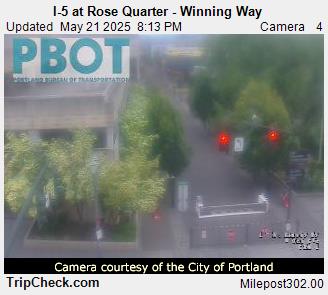 I-5 at Rose Quarter - Winning Way
Updated May 21 2025 8:13 PM Camera 4
PBOT
PORTLAND BUREAU OF TRANSPORTATION
Camera courtesy of the City of Portland
TripCheck.com Milepost302.00